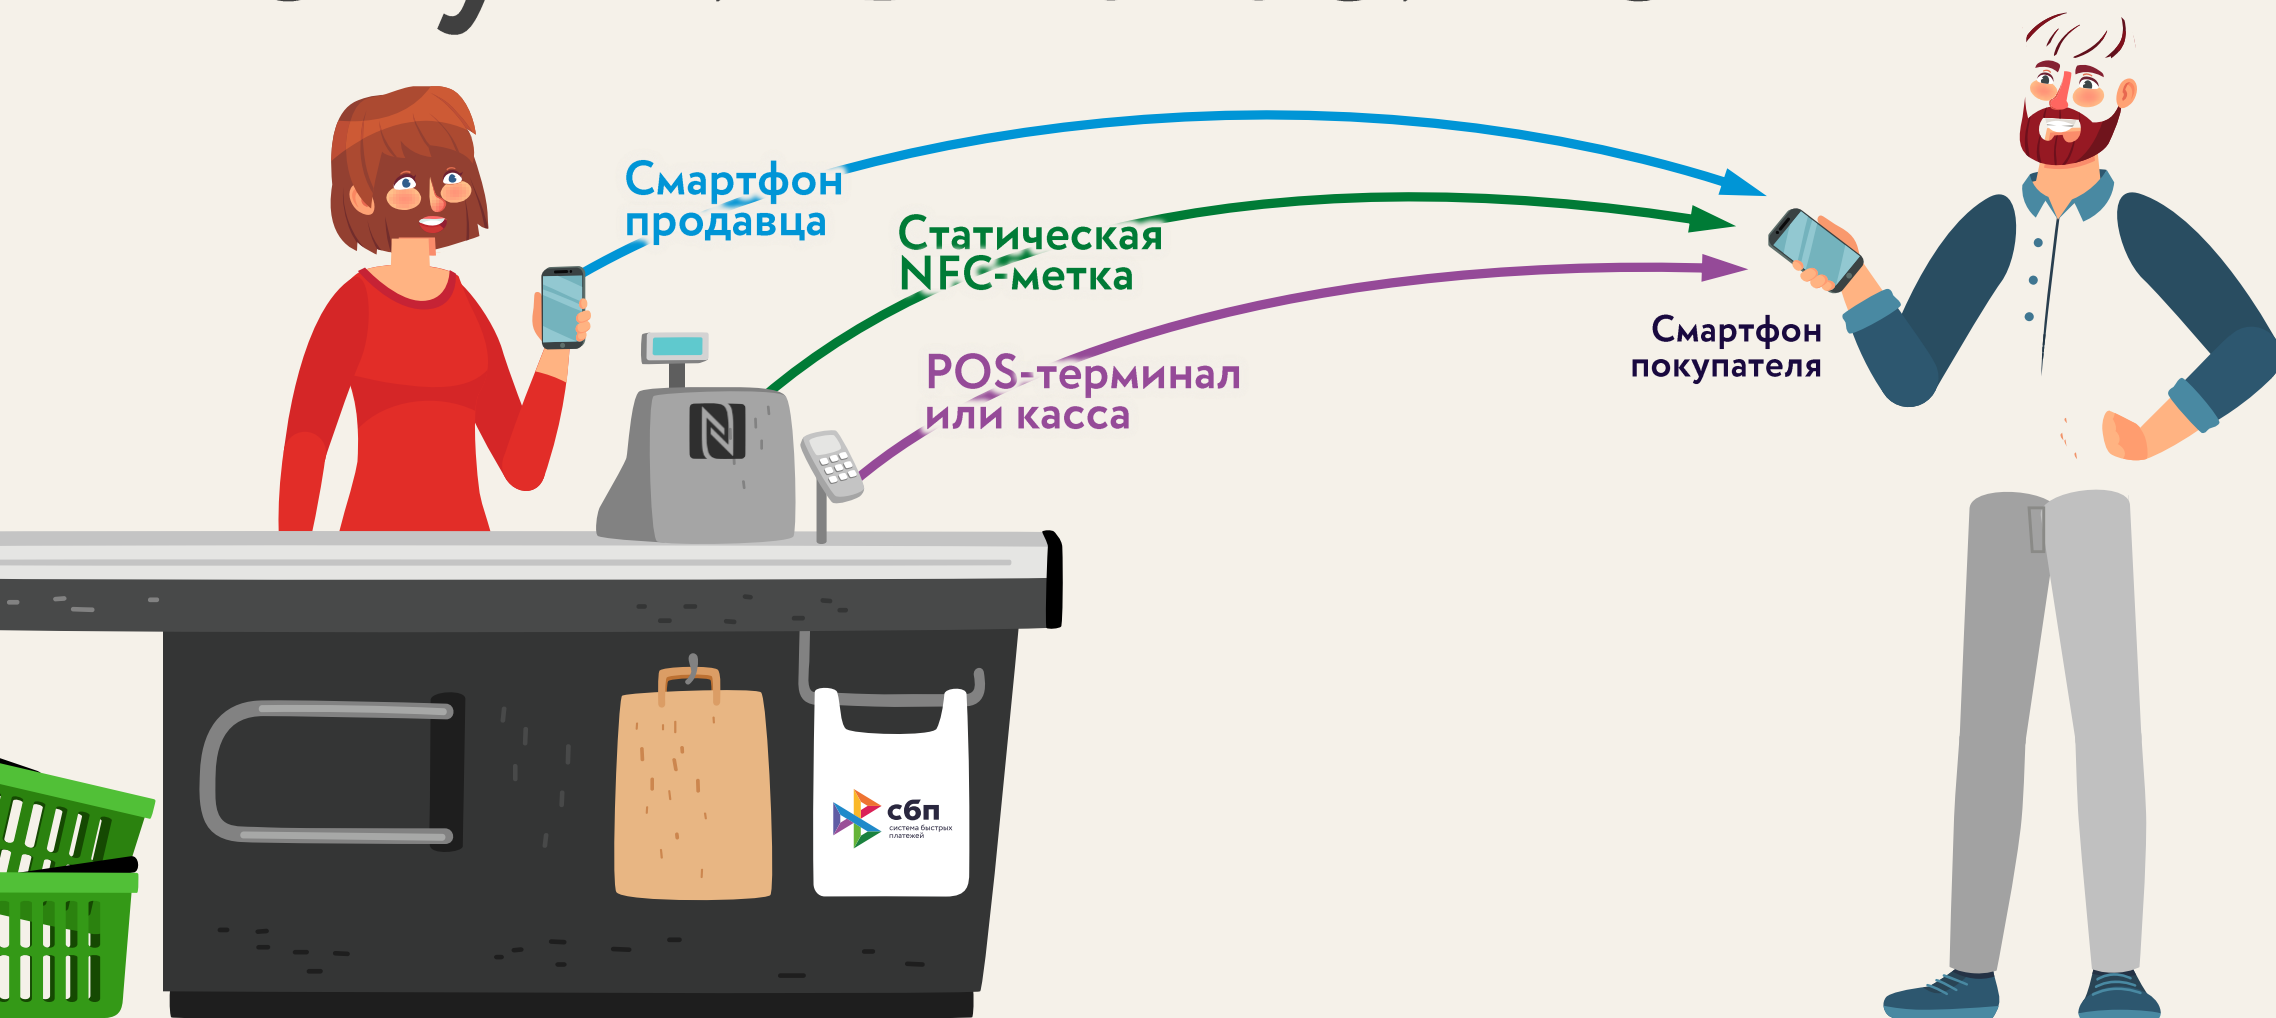 Смартфон
продавца
Статическая
NFC-метка
POS-терминал
или касса
Смартфон
покупателя
сбп
система быстрых
платежей